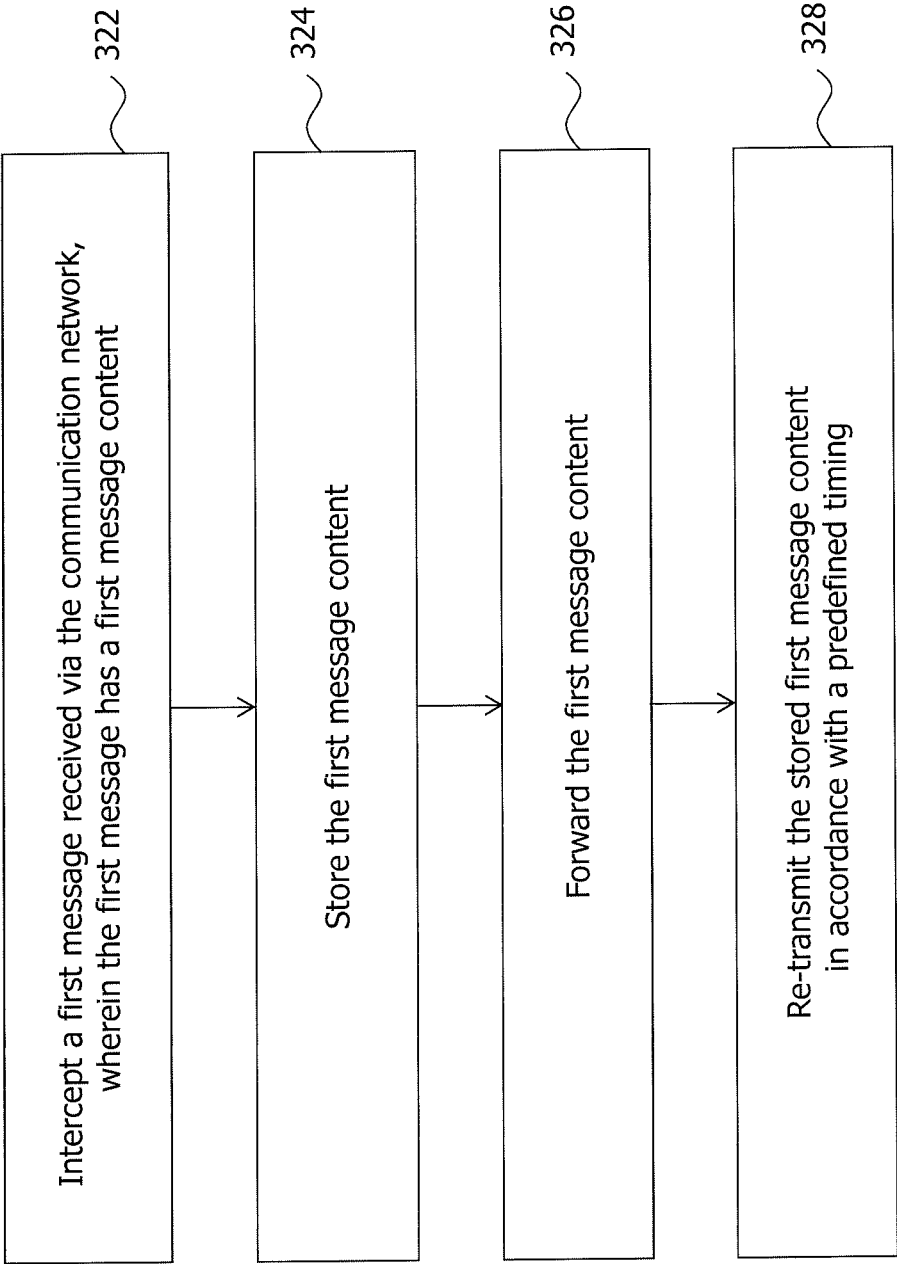 Intercept a first message received via the communication network,
wherein the first message has a first message content
322
Store the first message content
324
Forward the first message content
326
Re-transmit the stored first message content
in accordance with a predefined timing
328